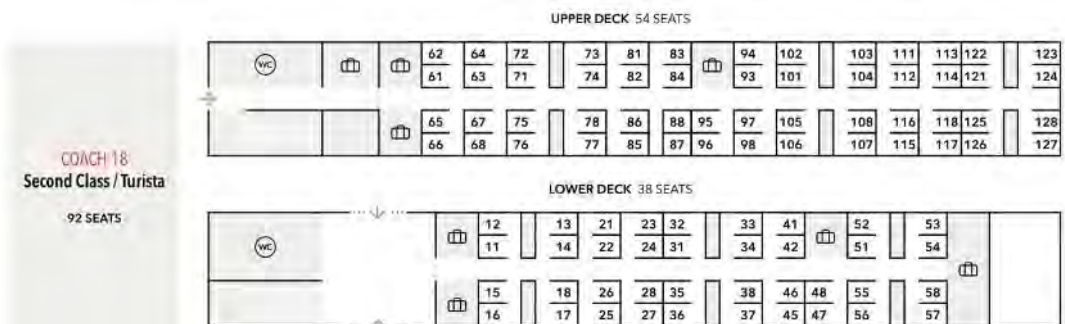 UPPER DECK 54 SEATS
WC 62 64 72 73 81 83 94 102 103 111 113 122 123
61 63 71 74 82 84 93 101 104 112 114 121 124
65 67 75 78 86 88 95 97 105 108 116 118 125 128
66 68 76 77 85 87 96 98 106 107 115 117 126 127
COACH 18
Second Class / Turista
92 SEATS
LOWER DECK 38 SEATS
WC 12 13 21 23 32 33 41 52 53
11 14 22 24 31 34 42 51 54
15 18 26 28 35 38 46 48 55 58
16 17 25 27 36 37 45 47 56 57